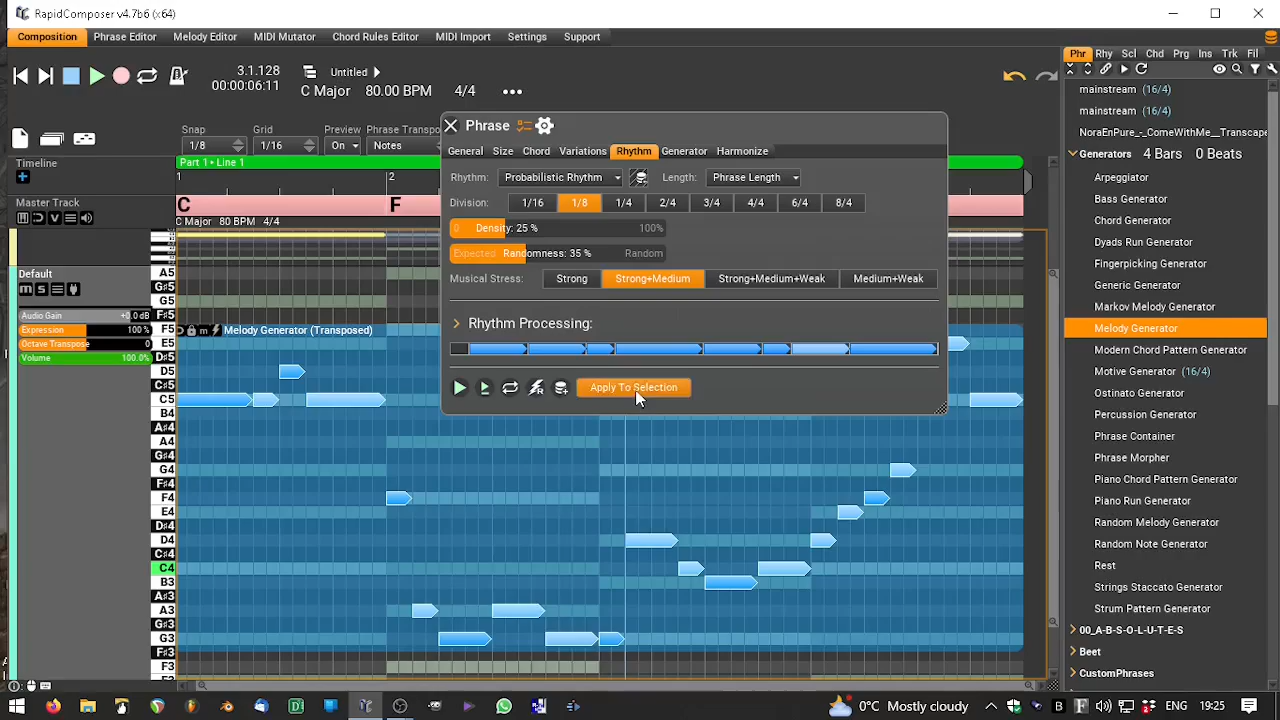 RapidComposer v4.7b6 (x64)
Composition Phrase Editor Melody Editor MIDI Mutator Chord Rules Editor MIDI Import Settings Support
3.1.128
00:00:06:11
Untitled
C Major 80.00 BPM 4/4
Snap Grid Preview Phrase Transpo
1/8 1/16 On Notes
Timeline
Part 1 • Line 1
1 2
Master Track
C F
C Major 80 BPM 4/4
Default
m S
Audio Gain +0.0dB
Expression 100 %
Octave Transpose 0
Volume 100.0%
A5
G#5
G5
F#5
F5
E5
D#5
D5
C#5
C5
B4
A#4
A4
G#4
G4
F#4
F4
E4
D#4
D4
C#4
C4
B3
A#3
A3
G#3
G3
F#3
F3
m Melody Generator (Transposed)
Phrase
General Size Chord Variations Rhythm Generator Harmonize
Rhythm: Probabilistic Rhythm Length: Phrase Length
Division: 1/16 1/8 1/4 2/4 3/4 4/4 6/4 8/4
0 Density: 25 % 100%
Expected Randomness: 35 % Random
Musical Stress: Strong Strong+Medium Strong+Medium+Weak Medium+Weak
Rhythm Processing:
Apply To Selection
Phr Rhy Scl Chd Prg Ins Trk Fil
mainstream (16/4)
mainstream (16/4)
NoraEnPure_-_ComeWithMe__Transcape
Generators 4 Bars 0 Beats
Arpeggiator
Bass Generator
Chord Generator
Dyads Run Generator
Fingerpicking Generator
Generic Generator
Markov Melody Generator
Melody Generator
Modern Chord Pattern Generator
Motive Generator (16/4)
Ostinato Generator
Percussion Generator
Phrase Container
Phrase Morpher
Piano Chord Pattern Generator
Piano Run Generator
Random Melody Generator
Random Note Generator
Rest
Strings Staccato Generator
Strum Pattern Generator
00_A-B-S-O-L-U-T-E-S
Beet
CustomPhrases
0°C Mostly cloudy ENG 19:25